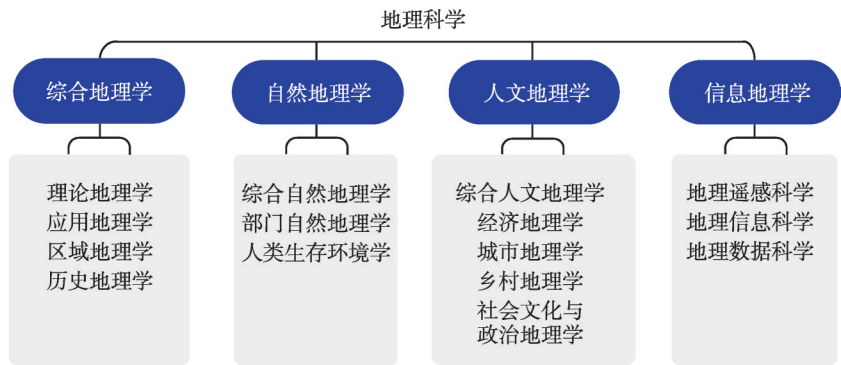 地理科学
综合地理学
自然地理学
人文地理学
信息地理学
理论地理学
应用地理学
区域地理学
历史地理学
综合自然地理学
部门自然地理学
人类生存环境学
综合人文地理学
经济地理学
城市地理学
乡村地理学
社会文化与
政治地理学
地理遥感科学
地理信息科学
地理数据科学